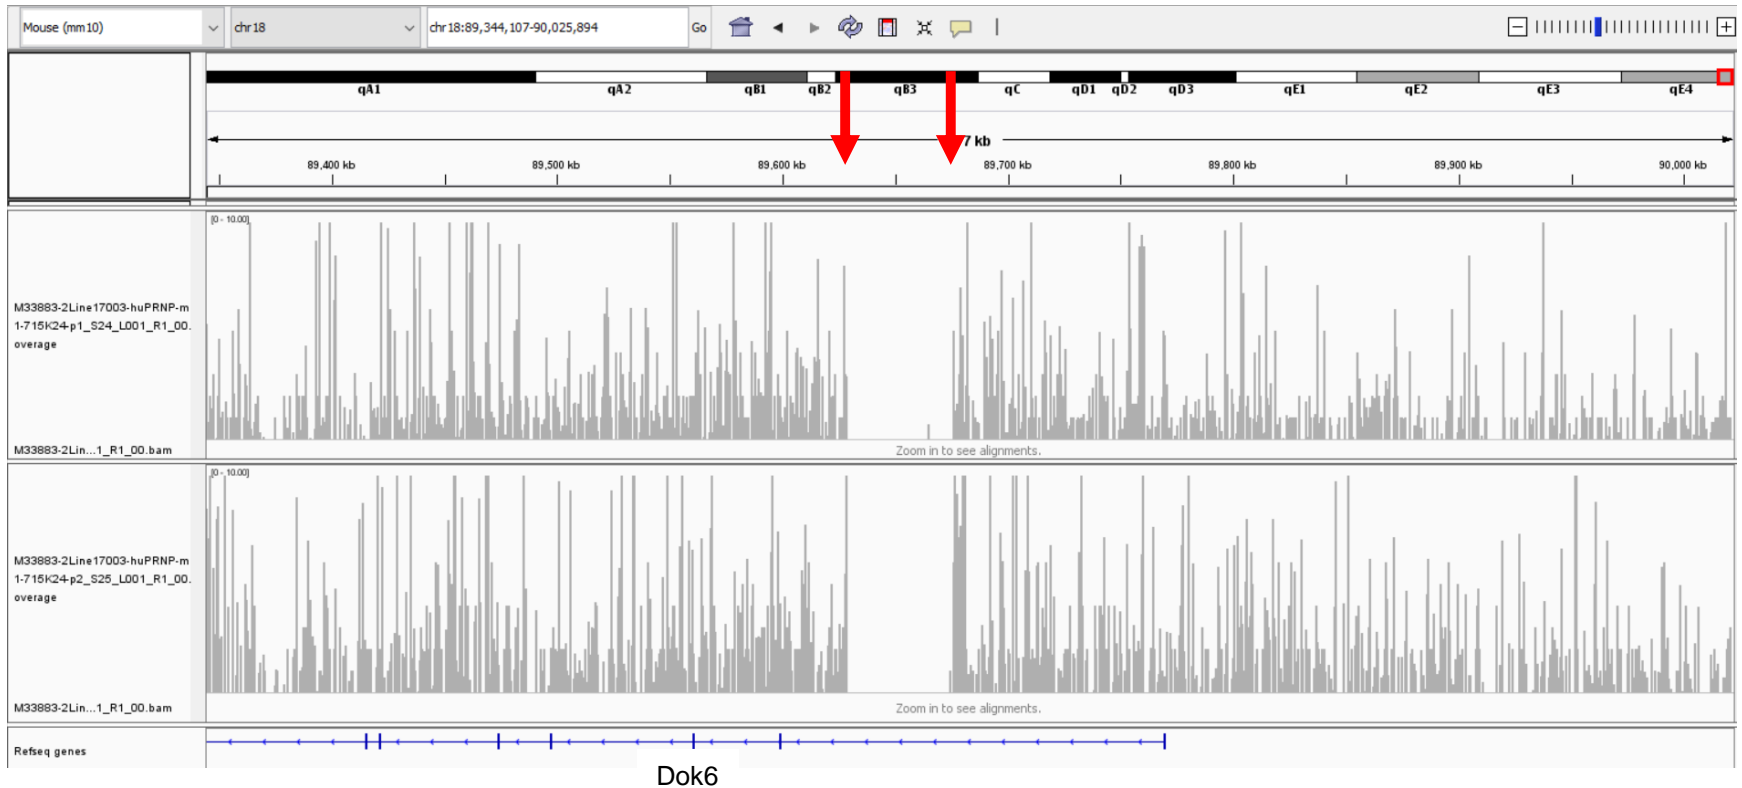 Mouse (mm10) chr18 chr18:89,344,107-90,025,894 Go
qA1 qA2 qB1 qB2 qB3 qC qD1 qD2 qD3 qE1 qE2 qE3 qE4
7 kb
89,400 kb 89,500 kb 89,600 kb 89,700 kb 89,800 kb 89,900 kb 90,000 kb
[0 - 10.00]
M33883-2Line17003-huPRNP-m
1-715K24-p1_S24_L001_R1_00.
overage
M33883-2Lin...1_R1_00.bam
Zoom in to see alignments.
[0 - 10.00]
M33883-2Line17003-huPRNP-m
1-715K24-p2_S25_L001_R1_00.
overage
M33883-2Lin...1_R1_00.bam
Zoom in to see alignments.
Refseq genes
Dok6